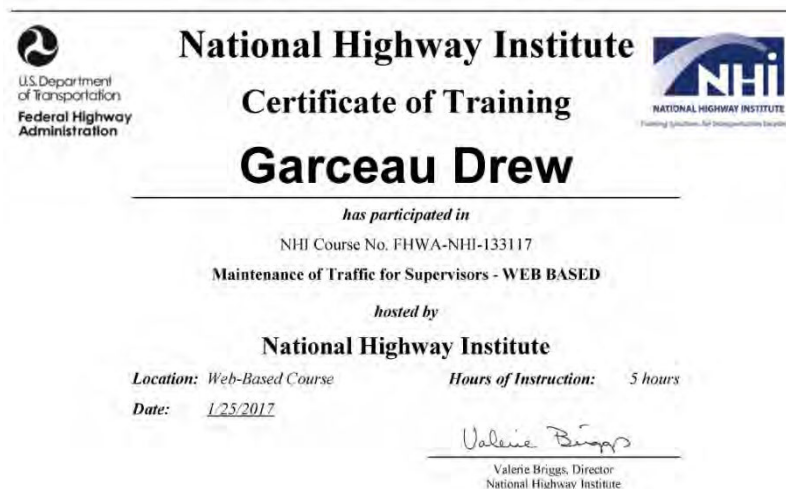 U.S. Department
of Transportation
Federal Highway
Administration
National Highway Institute
Certificate of Training
NHi
NATIONAL HIGHWAY INSTITUTE
Garceau Drew
has participated in
NHI Course No. FHWA-NHI-133117
Maintenance of Traffic for Supervisors - WEB BASED
hosted by
National Highway Institute
Location: Web-Based Course Hours of Instruction: 5 hours
Date: 1/25/2017
Valerie Briggs
Valerie Briggs, Director
National Highway Institute